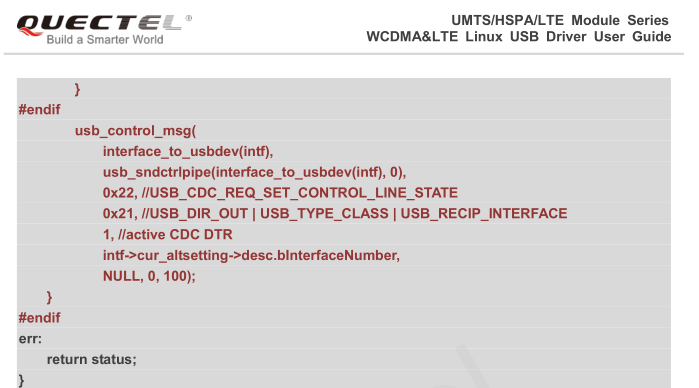 QUECTEL®
Build a Smarter World
UMTS/HSPA/LTE Module Series
WCDMA&LTE Linux USB Driver User Guide
}
#endif
usb_control_msg(
interface_to_usbdev(intf),
usb_sndctrlpipe(interface_to_usbdev(intf), 0),
0x22, //USB_CDC_REQ_SET_CONTROL_LINE_STATE
0x21, //USB_DIR_OUT | USB_TYPE_CLASS | USB_RECIP_INTERFACE
1, //active CDC DTR
intf->cur_altsetting->desc.bInterfaceNumber,
NULL, 0, 100);
}
#endif
err:
return status;
}